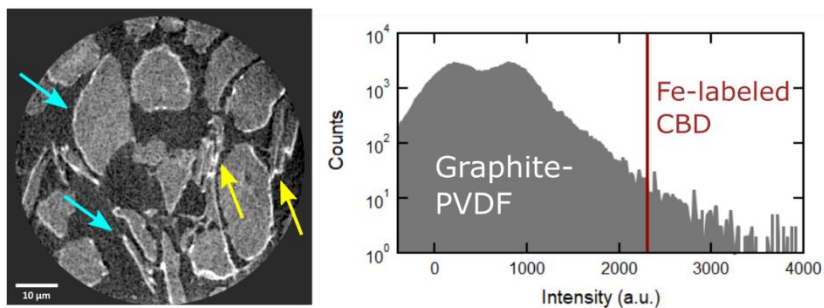 10 µm
10⁴
10³
10²
10¹
10⁰
Counts
Graphite-
PVDF
Fe-labeled
CBD
0 1000 2000 3000 4000
Intensity (a.u.)